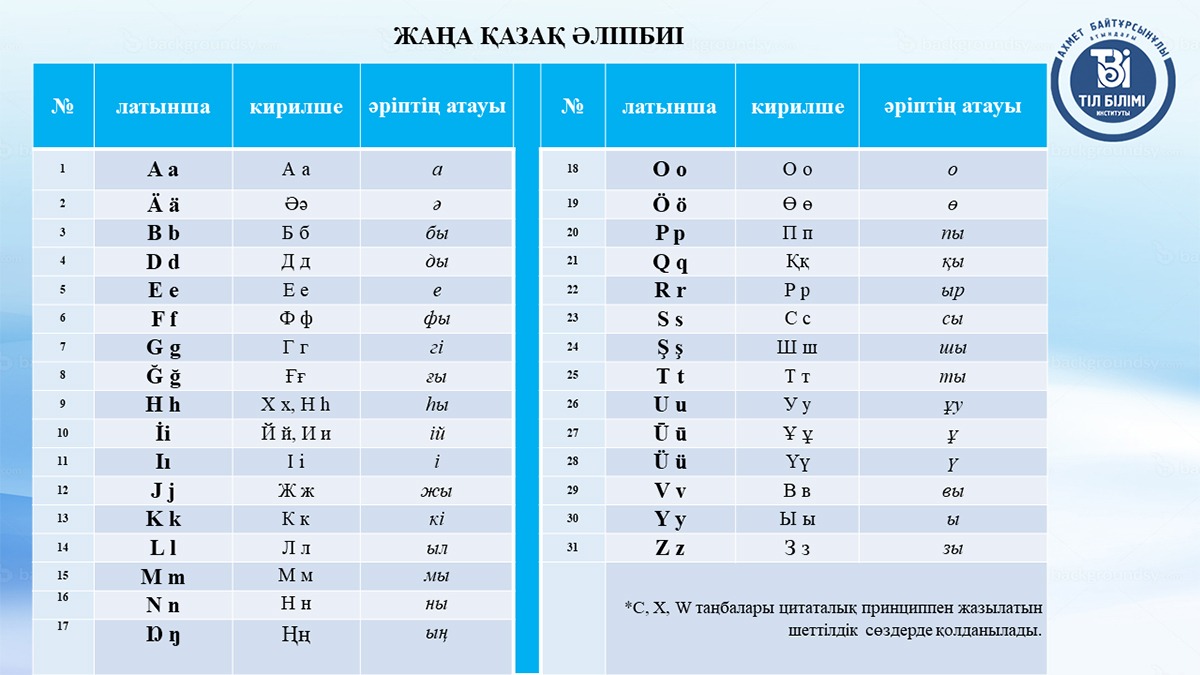 ЖАҢА ҚАЗАҚ ӘЛІПБИІ
АХМЕТ БАЙТҰРСЫНҰЛЫ
АТЫНДАҒЫ
ТІЛ БІЛІМІ
ИНСТИТУТЫ
№ латынша кирилше әріптің атауы
1 A a А а а
2 Ä ä Әә ә
3 B b Б б бы
4 D d Д д ды
5 E e Е е е
6 F f Ф ф фы
7 G g Г г гі
8 Ğ ğ Ғғ ғы
9 H h Х х, Н h һы
10 İi Й й, И и ій
11 Iı І і і
12 J j Ж ж жы
13 K k К к кі
14 L l Л л ыл
15 M m М м мы
16 N n Н н ны
17 Ŋ ŋ Ңң ың
№ латынша кирилше әріптің атауы
18 O o О о о
19 Ö ö Ө ө ө
20 P p П п пы
21 Q q Ққ қы
22 R r Р р ыр
23 S s С с сы
24 Ş ş Ш ш шы
25 T t Т т ты
26 U u У у ұу
27 Ū ū Ұ ұ ұ
28 Ü ü Үү ү
29 V v В в вы
30 Y y Ы ы ы
31 Z z З з зы
*C, X, W таңбалары цитаталық принциппен жазылатын
шеттілдік сөздерде қолданылады.